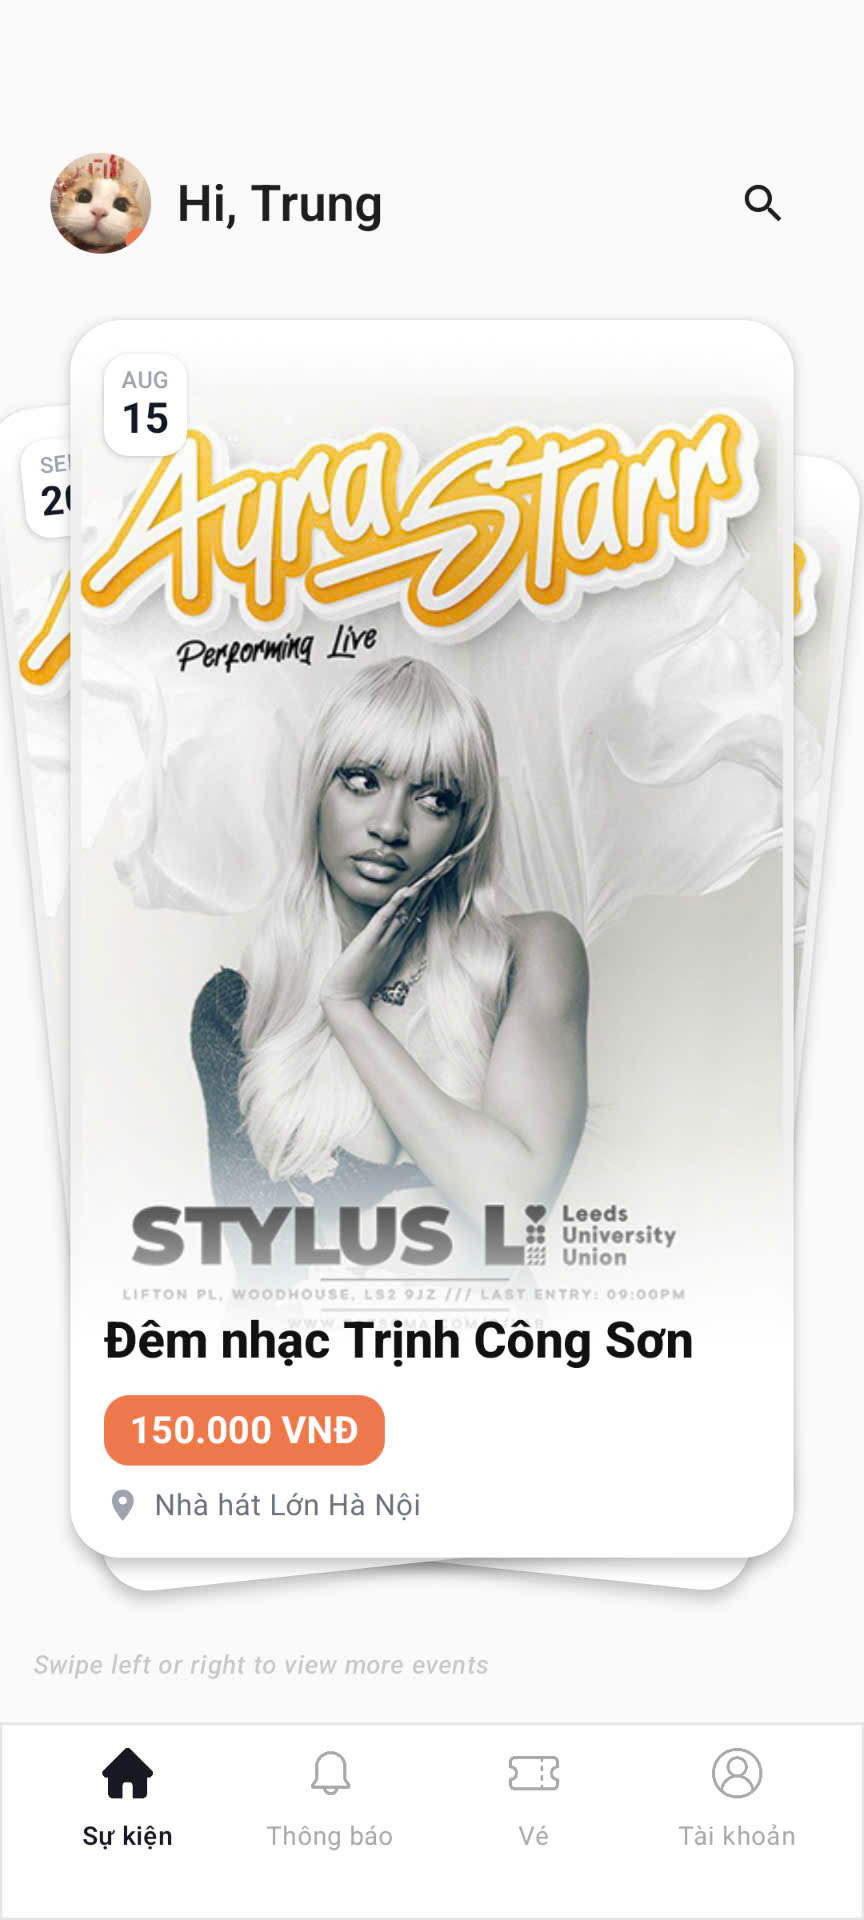 Hi, Trung
AUG
15
SE
20
Ayra Starr
Performing Live
STYLUS
Leeds
University
Union
LIFTON PL, WOODHOUSE, LS2 9JZ /// LAST ENTRY: 09:00PM
Đêm nhạc Trịnh Công Sơn
150.000 VNĐ
Nhà hát Lớn Hà Nội
Swipe left or right to view more events
Sự kiện
Thông báo
Vé
Tài khoản